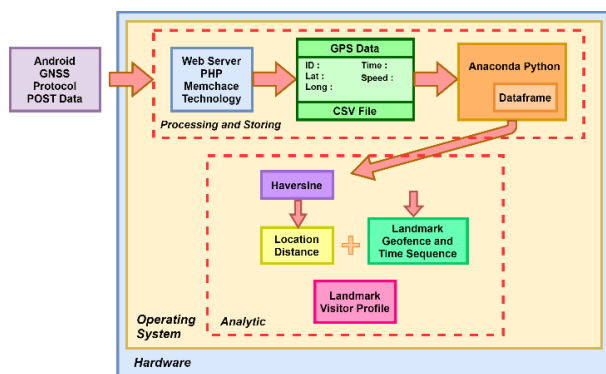 Android
GNSS
Protocol
POST Data
Web Server
PHP
Memchace
Technology
GPS Data
ID :
Time :
Lat :
Speed :
Long :
CSV File
Anaconda Python
Dataframe
Processing and Storing
Haversine
Location
Distance
Landmark
Geofence and
Time Sequence
Landmark
Visitor Profile
Operating
System
Analytic
Hardware